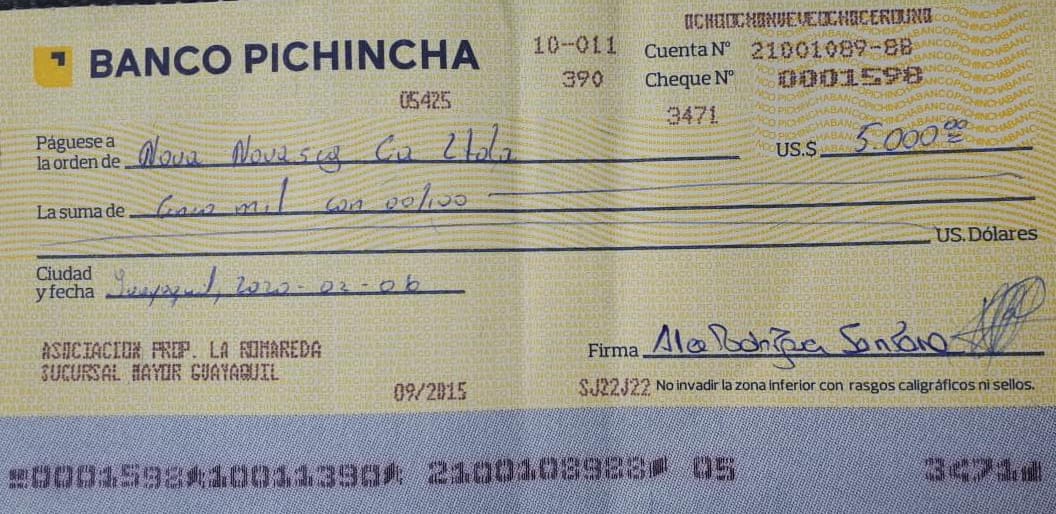 OCHOOCHONUEVEOCHOCEROUNO
BANCO PICHINCHA
10-011 Cuenta N° 21001089-88
390 Cheque N° 0001598
05425
3471
Páguese a
la orden de Nova Novaseg Cia Ltda
US.$ 5.000.00
La suma de Cinco mil con 00/100
US. Dólares
Ciudad
y fecha Guayaquil, 2020-02-06
ASOCIACION PROP. LA ROMAREDA
SUCURSAL MAYOR GUAYAQUIL
09/2015
Firma
SJ22J22 No invadir la zona inferior con rasgos caligráficos ni sellos.
0001598 10011390 2100108988 05 3471